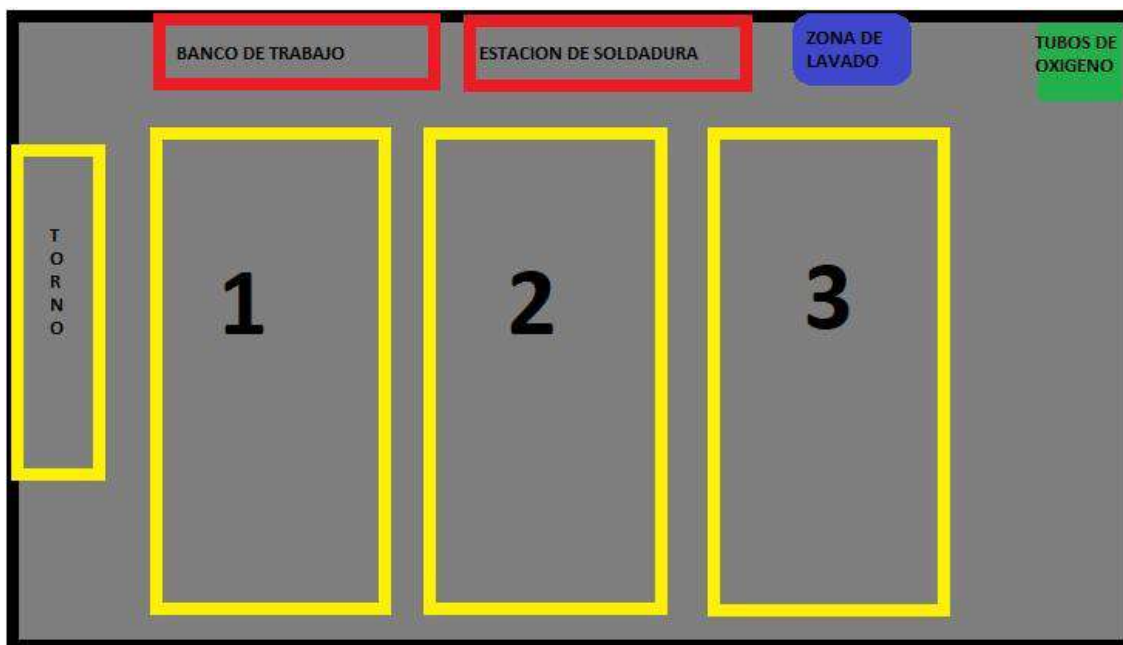 BANCO DE TRABAJO
ESTACION DE SOLDADURA
ZONA DE
LAVADO
TUBOS DE
OXIGENO
T
O
R
N
O
1
2
3